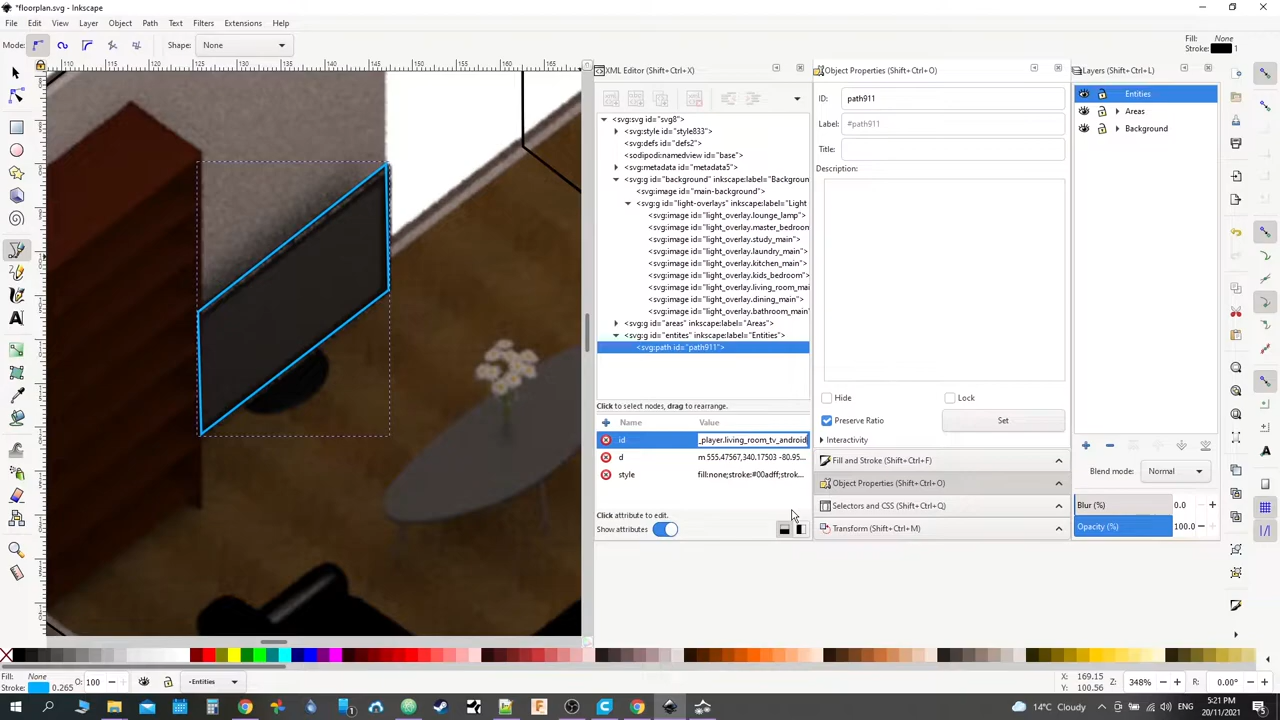 *floorplan.svg - Inkscape
File Edit View Layer Object Path Text Filters Extensions Help
Mode: Shape: None Fill: None
Stroke: 1
XML Editor (Shift+Ctrl+X) Object Properties (Shift+Ctrl+O) Layers (Shift+Ctrl+L)
<svg:svg id="svg8">
<svg:style id="style833">
<svg:defs id="defs2">
<sodipodi:namedview id="base">
<svg:metadata id="metadata5">
<svg:g id="background" inkscape:label="Backgroun
<svg:image id="main-background">
<svg:g id="light-overlays" inkscape:label="Light
<svg:image id="light_overlay.lounge_lamp">
<svg:image id="light_overlay.master_bedroom
<svg:image id="light_overlay.study_main">
<svg:image id="light_overlay.laundry_main">
<svg:image id="light_overlay.kitchen_main">
<svg:image id="light_overlay.kids_bedroom">
<svg:image id="light_overlay.living_room_ma
<svg:image id="light_overlay.dining_main">
<svg:image id="light_overlay.bathroom_main"
<svg:g id="areas" inkscape:label="Areas">
<svg:g id="entites" inkscape:label="Entities">
<svg:path id="path911">
Click to select nodes, drag to rearrange.
Name Value
id _player.living_room_tv_android
d m 555.47567,340.17503 -80.95...
style fill:none;stroke:#00adff;strok...
Click attribute to edit.
Show attributes
ID: path911
Label: #path911
Title:
Description:
Hide Lock
Preserve Ratio Set
Interactivity
Fill and Stroke (Shift+Ctrl+F)
Object Properties (Shift+Ctrl+O)
Selectors and CSS (Shift+Ctrl+Q)
Transform (Shift+Ctrl+M)
Entities
Areas
Background
Blend mode: Normal
Blur (%) 0.0
Opacity (%) 100.0
Fill: None
Stroke: 0.265 O: 100 Entities
X: 169.15
Y: 100.56 Z: 348% R: 0.00°
14°C Cloudy ENG 5:21 PM
20/11/2021